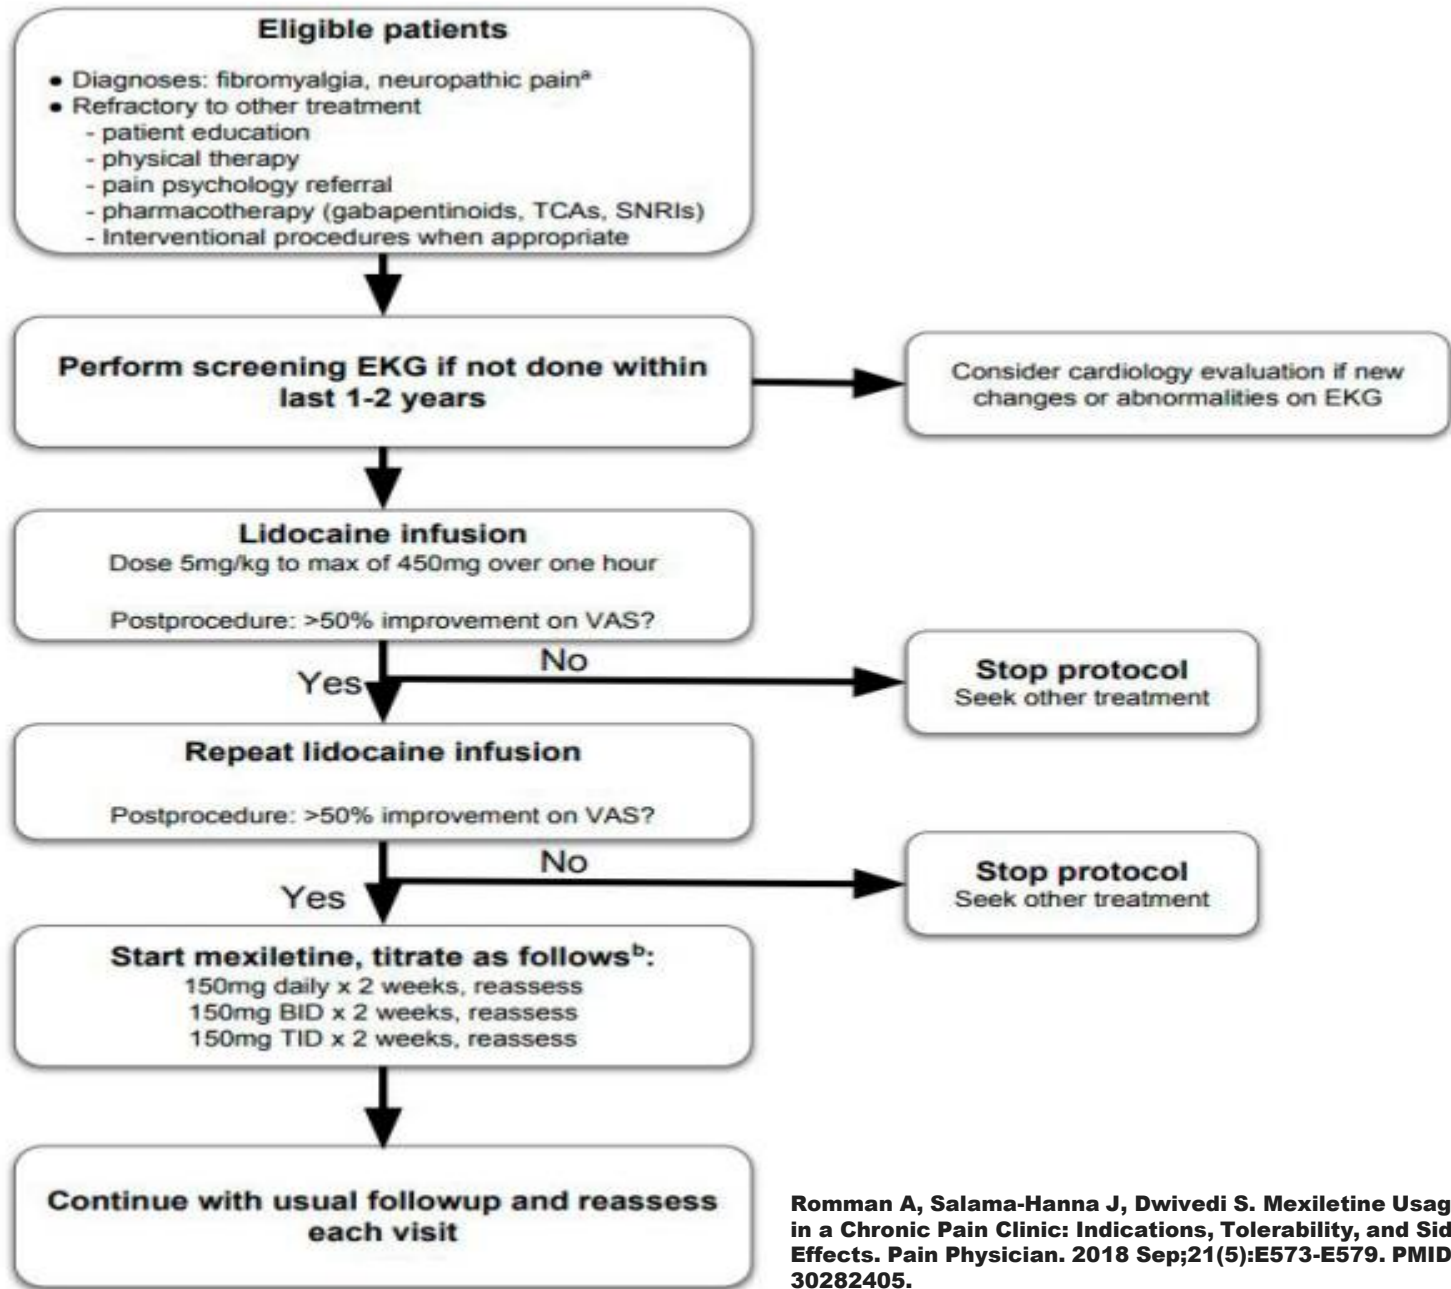 Eligible patients
● Diagnoses: fibromyalgia, neuropathic painᵃ
● Refractory to other treatment
- patient education
- physical therapy
- pain psychology referral
- pharmacotherapy (gabapentinoids, TCAs, SNRIs)
- Interventional procedures when appropriate
Perform screening EKG if not done within
last 1-2 years
Consider cardiology evaluation if new
changes or abnormalities on EKG
Lidocaine infusion
Dose 5mg/kg to max of 450mg over one hour
Postprocedure: >50% improvement on VAS?
No
Yes
Stop protocol
Seek other treatment
Repeat lidocaine infusion
Postprocedure: >50% improvement on VAS?
No
Yes
Stop protocol
Seek other treatment
Start mexiletine, titrate as followsᵇ:
150mg daily x 2 weeks, reassess
150mg BID x 2 weeks, reassess
150mg TID x 2 weeks, reassess
Continue with usual followup and reassess
each visit
Romman A, Salama-Hanna J, Dwivedi S. Mexiletine Usag
in a Chronic Pain Clinic: Indications, Tolerability, and Sid
Effects. Pain Physician. 2018 Sep;21(5):E573-E579. PMID
30282405.